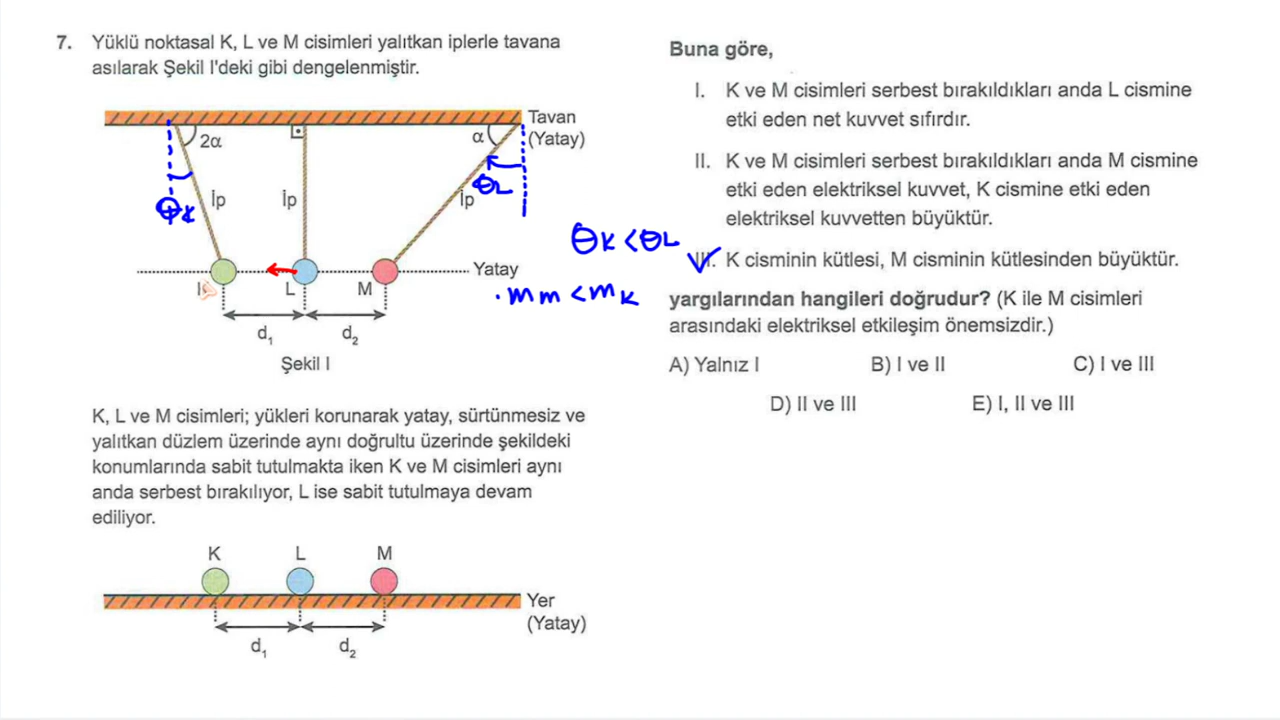 7. Yüklü noktasal K, L ve M cisimleri yalıtkan iplerle tavana
asılarak Şekil I'deki gibi dengelenmiştir.
Tavan
(Yatay)
2α
α
İp
İp
İp
θK
θL
Yatay
L
M
d₁
d₂
Şekil I
θK < θL
. mm < mK
K, L ve M cisimleri; yükleri korunarak yatay, sürtünmesiz ve
yalıtkan düzlem üzerinde aynı doğrultu üzerinde şekildeki
konumlarında sabit tutulmakta iken K ve M cisimleri aynı
anda serbest bırakılıyor, L ise sabit tutulmaya devam
ediliyor.
K L M
Yer
(Yatay)
d₁
d₂
Buna göre,
I. K ve M cisimleri serbest bırakıldıkları anda L cismine
etki eden net kuvvet sıfırdır.
II. K ve M cisimleri serbest bırakıldıkları anda M cismine
etki eden elektriksel kuvvet, K cismine etki eden
elektriksel kuvvetten büyüktür.
III. K cisminin kütlesi, M cisminin kütlesinden büyüktür.
yargılarından hangileri doğrudur? (K ile M cisimleri
arasındaki elektriksel etkileşim önemsizdir.)
A) Yalnız I B) I ve II C) I ve III
D) II ve III E) I, II ve III